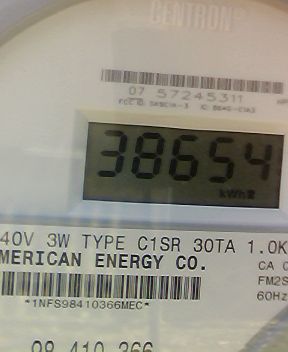 CENTRON
07 57245311
38654
kWh
40V 3W TYPE C1SR 30TA 1.0K
MERICAN ENERGY CO.
CA 0
FM2S
60Hz
*1NFS98410366MEC*
98 410 366